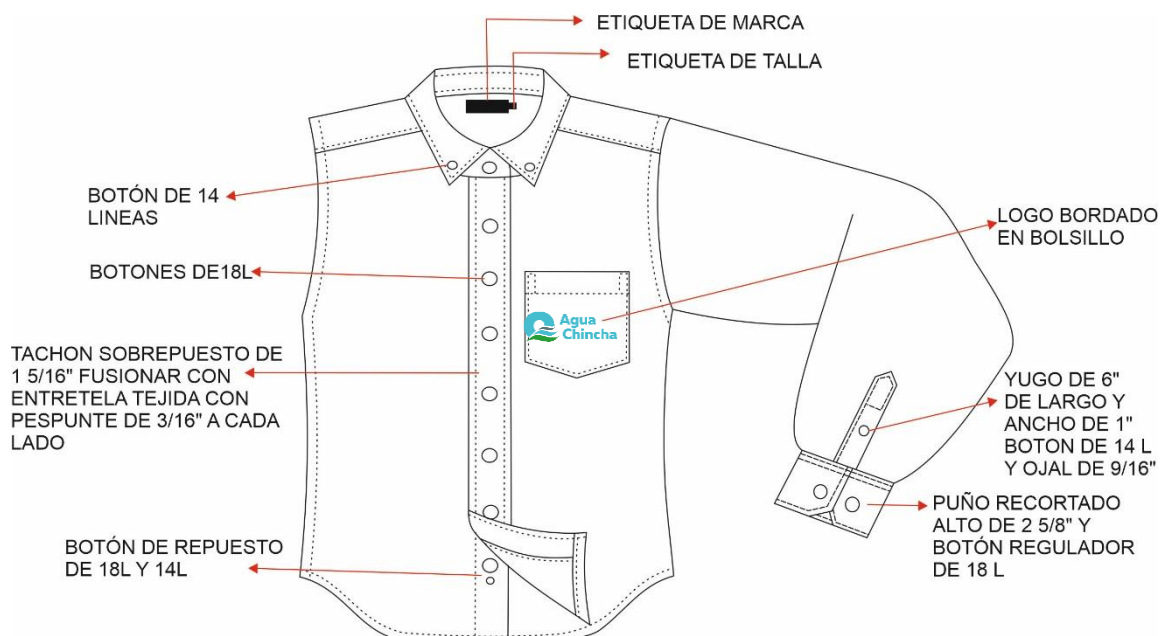 ETIQUETA DE MARCA
ETIQUETA DE TALLA
BOTÓN DE 14
LINEAS
LOGO BORDADO
EN BOLSILLO
BOTONES DE18L
Agua
Chincha
TACHON SOBREPUESTO DE
1 5/16" FUSIONAR CON
ENTRETELA TEJIDA CON
PESPUNTE DE 3/16" A CADA
LADO
YUGO DE 6"
DE LARGO Y
ANCHO DE 1"
BOTON DE 14 L
Y OJAL DE 9/16"
PUÑO RECORTADO
ALTO DE 2 5/8" Y
BOTÓN REGULADOR
DE 18 L
BOTÓN DE REPUESTO
DE 18L Y 14L